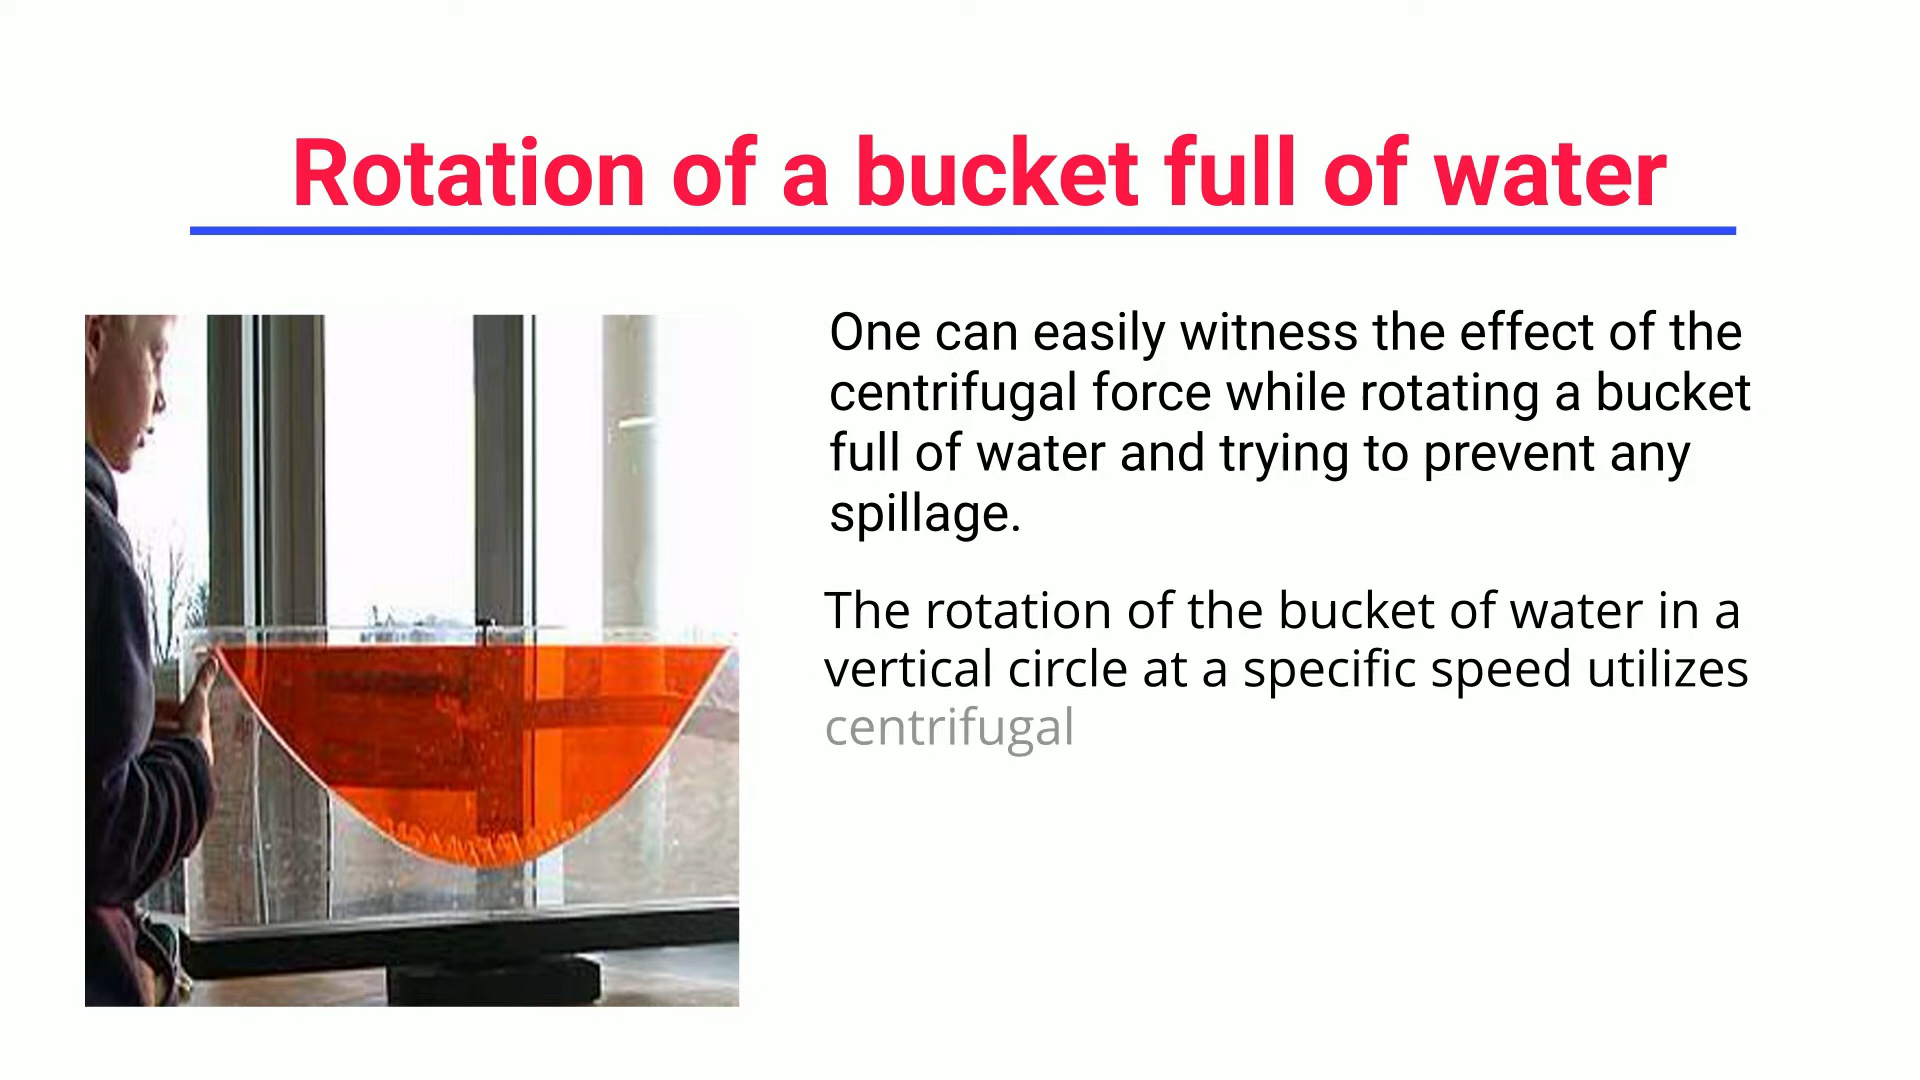 Rotation of a bucket full of water
One can easily witness the effect of the
centrifugal force while rotating a bucket
full of water and trying to prevent any
spillage.
The rotation of the bucket of water in a
vertical circle at a specific speed utilizes
centrifugal